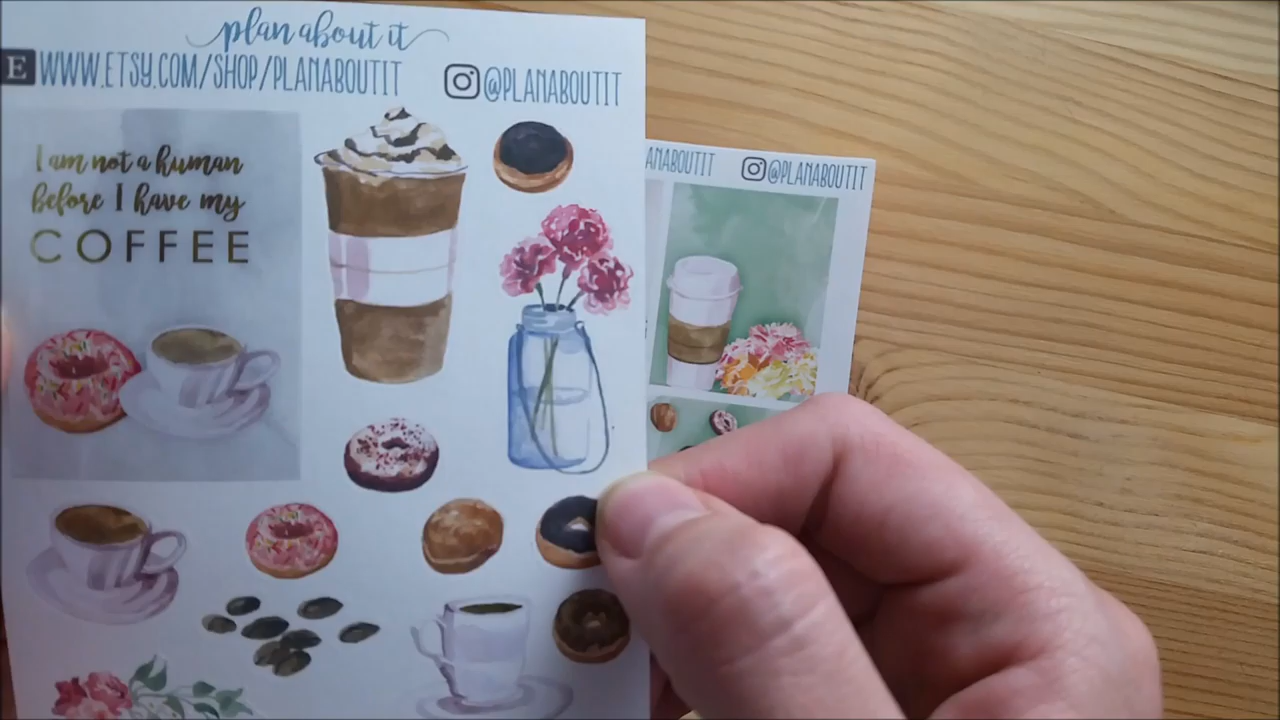 plan about it
E WWW.ETSY.COM/SHOP/PLANABOUTIT @PLANABOUTIT
I am not a human
before I have my
COFFEE
ANABOUTIT @PLANABOUTIT